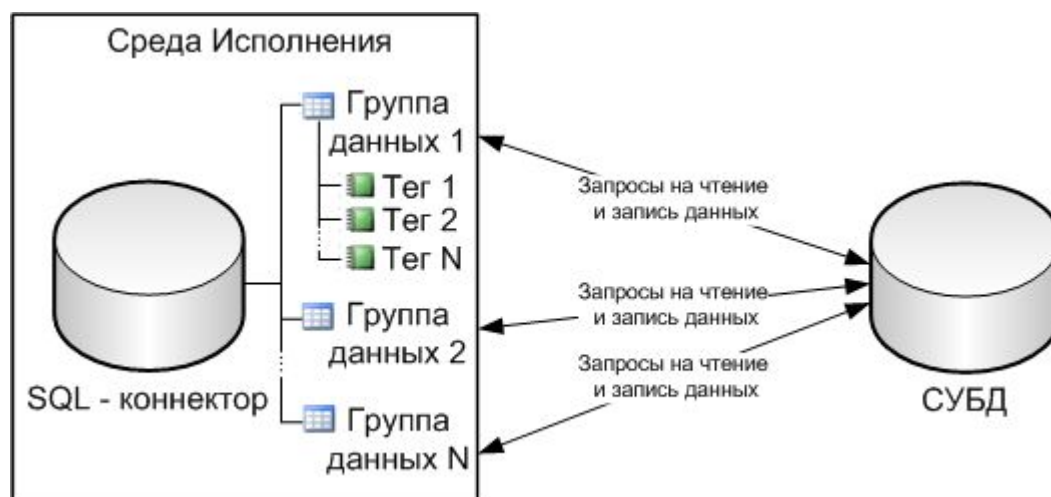 Среда Исполнения
Группа
данных 1
Тег 1
Тег 2
Тег N
Группа
данных 2
Группа
данных N
SQL - коннектор
Запросы на чтение
и запись данных
Запросы на чтение
и запись данных
Запросы на чтение
и запись данных
СУБД